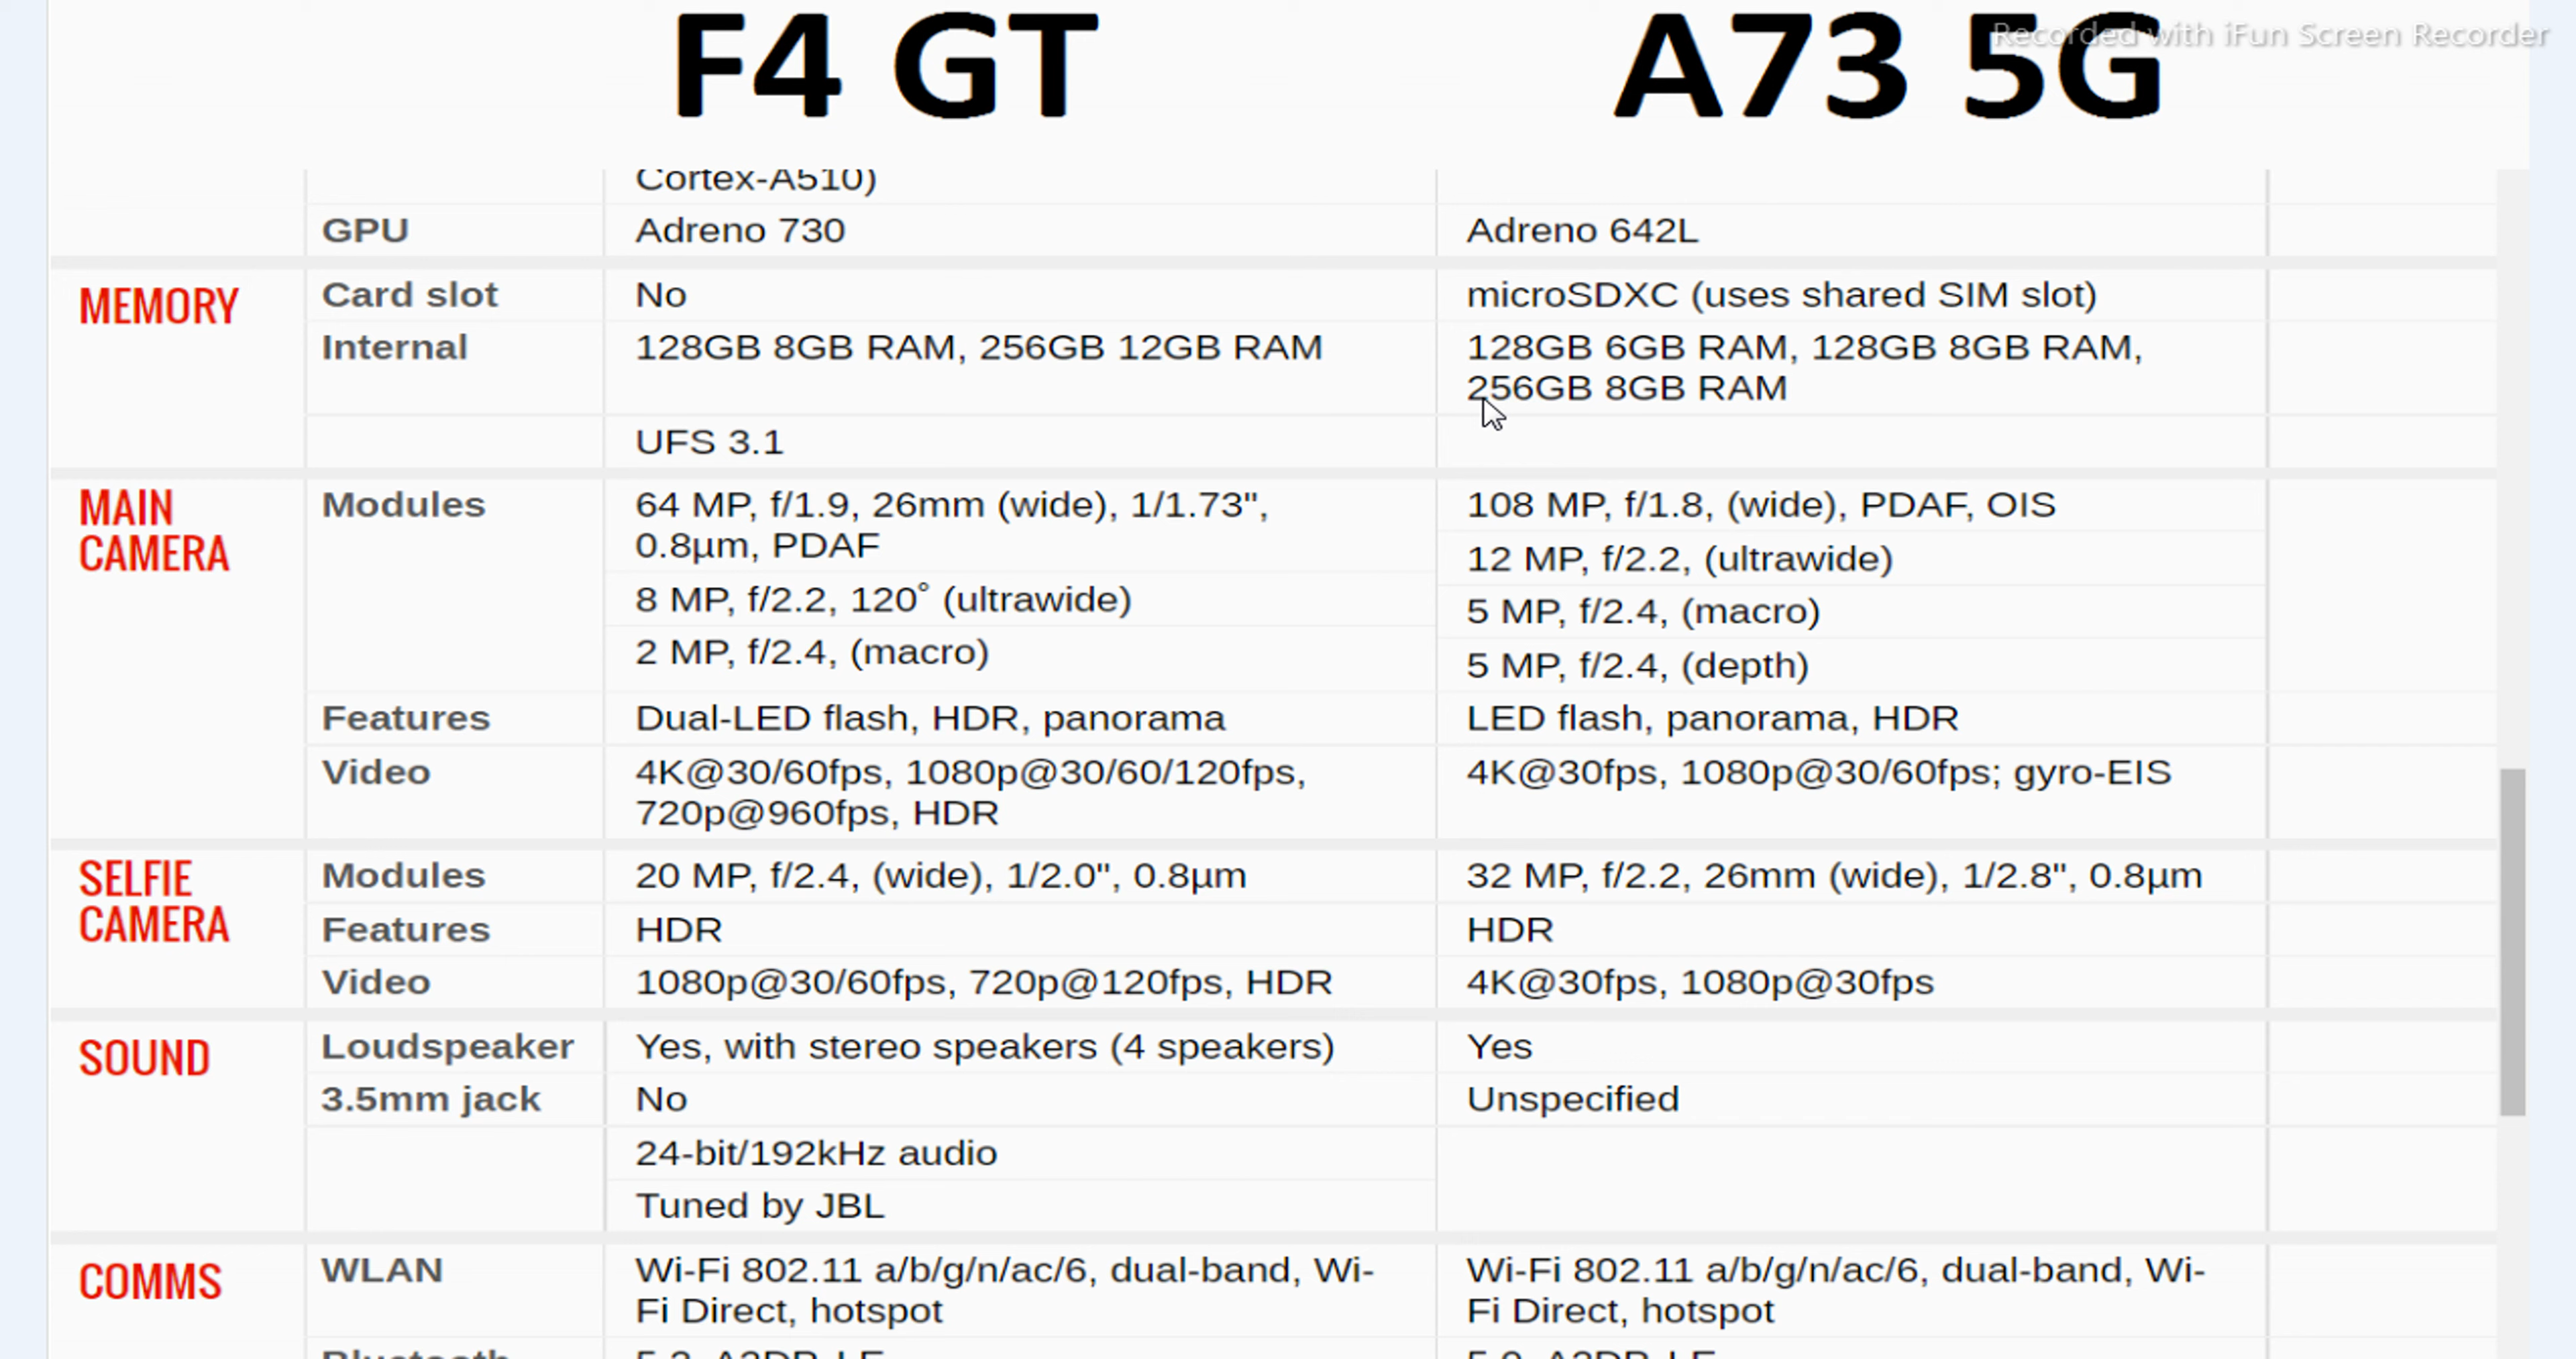 F4 GT
A73 5G
Recorded with iFun Screen Recorder
Cortex-A510)
GPU
Adreno 730
Adreno 642L
MEMORY
Card slot
No
microSDXC (uses shared SIM slot)
Internal
128GB 8GB RAM, 256GB 12GB RAM
128GB 6GB RAM, 128GB 8GB RAM,
256GB 8GB RAM
UFS 3.1
MAIN
CAMERA
Modules
64 MP, f/1.9, 26mm (wide), 1/1.73",
0.8µm, PDAF
8 MP, f/2.2, 120˚ (ultrawide)
2 MP, f/2.4, (macro)
108 MP, f/1.8, (wide), PDAF, OIS
12 MP, f/2.2, (ultrawide)
5 MP, f/2.4, (macro)
5 MP, f/2.4, (depth)
Features
Dual-LED flash, HDR, panorama
LED flash, panorama, HDR
Video
4K@30/60fps, 1080p@30/60/120fps,
720p@960fps, HDR
4K@30fps, 1080p@30/60fps; gyro-EIS
SELFIE
CAMERA
Modules
20 MP, f/2.4, (wide), 1/2.0", 0.8µm
32 MP, f/2.2, 26mm (wide), 1/2.8", 0.8µm
Features
HDR
HDR
Video
1080p@30/60fps, 720p@120fps, HDR
4K@30fps, 1080p@30fps
SOUND
Loudspeaker
Yes, with stereo speakers (4 speakers)
Yes
3.5mm jack
No
Unspecified
24-bit/192kHz audio
Tuned by JBL
COMMS
WLAN
Wi-Fi 802.11 a/b/g/n/ac/6, dual-band, Wi-
Fi Direct, hotspot
Wi-Fi 802.11 a/b/g/n/ac/6, dual-band, Wi-
Fi Direct, hotspot